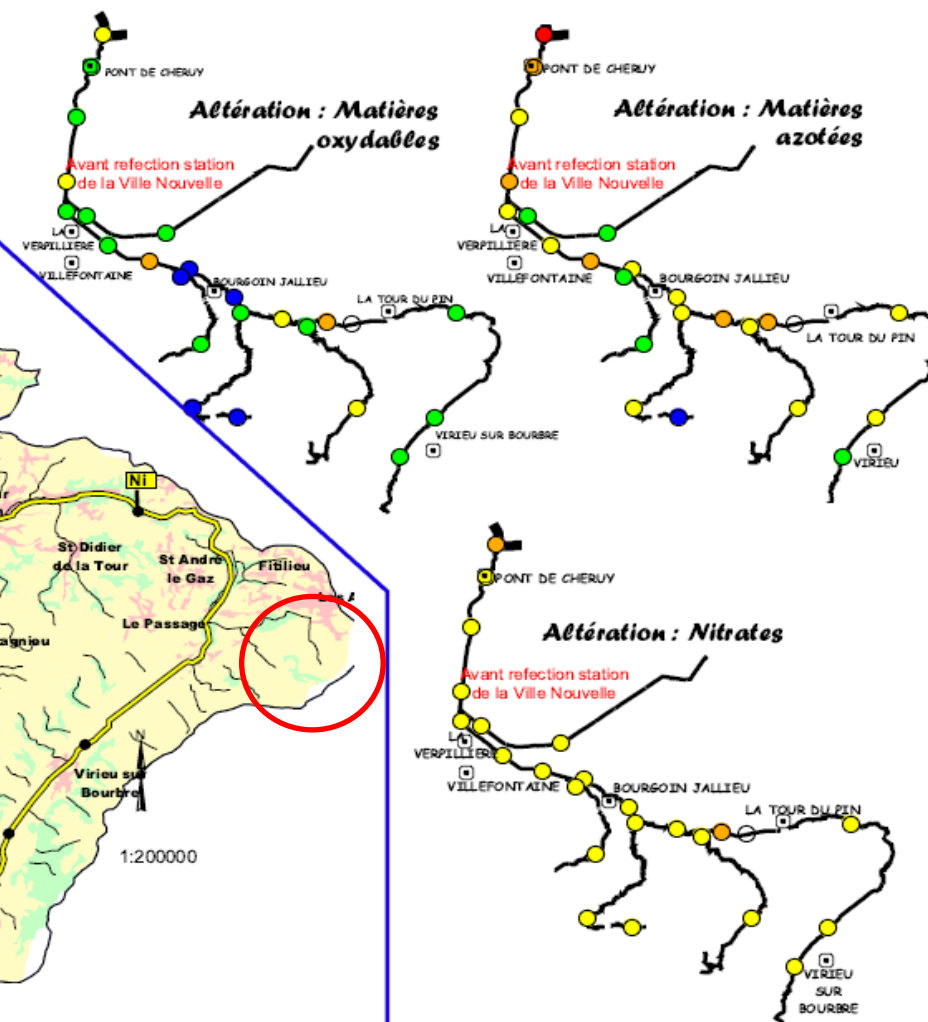 PONT DE CHERUY
Altération : Matières
oxydables
Avant refection station
de la Ville Nouvelle
LA
VERPILLIERE
VILLEFONTAINE
BOURGOIN JALLIEU
LA TOUR DU PIN
VIRIEU SUR BOURBRE
PONT DE CHERUY
Altération : Matières
azotées
Avant refection station
de la Ville Nouvelle
LA
VERPILLIERE
VILLEFONTAINE
BOURGOIN JALLIEU
LA TOUR DU PIN
VIRIEU
Ni
St Didier
de la Tour
St André
le Gaz
Fitilieu
Le Passage
agnieu
Virieu sur
Bourbre
N
1:200000
PONT DE CHERUY
Altération : Nitrates
Avant refection station
de la Ville Nouvelle
LA
VERPILLIERE
VILLEFONTAINE
BOURGOIN JALLIEU
LA TOUR DU PIN
VIRIEU
SUR
BOURBRE